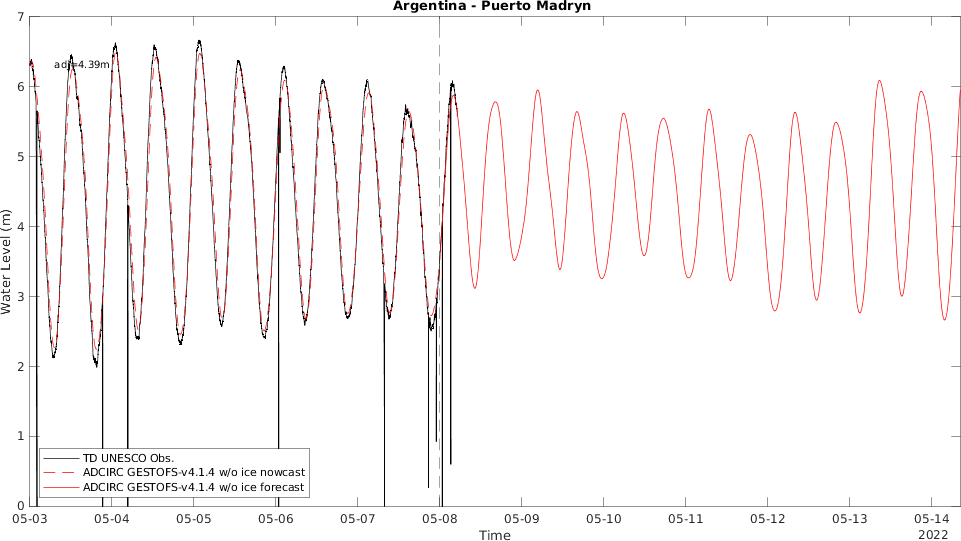 Argentina - Puerto Madryn
7
6
5
4
3
2
1
0
Water Level (m)
adj=4.39m
TD UNESCO Obs.
ADCIRC GESTOFS-v4.1.4 w/o ice nowcast
ADCIRC GESTOFS-v4.1.4 w/o ice forecast
05-03 05-04 05-05 05-06 05-07 05-08 05-09 05-10 05-11 05-12 05-13 05-14
Time
2022